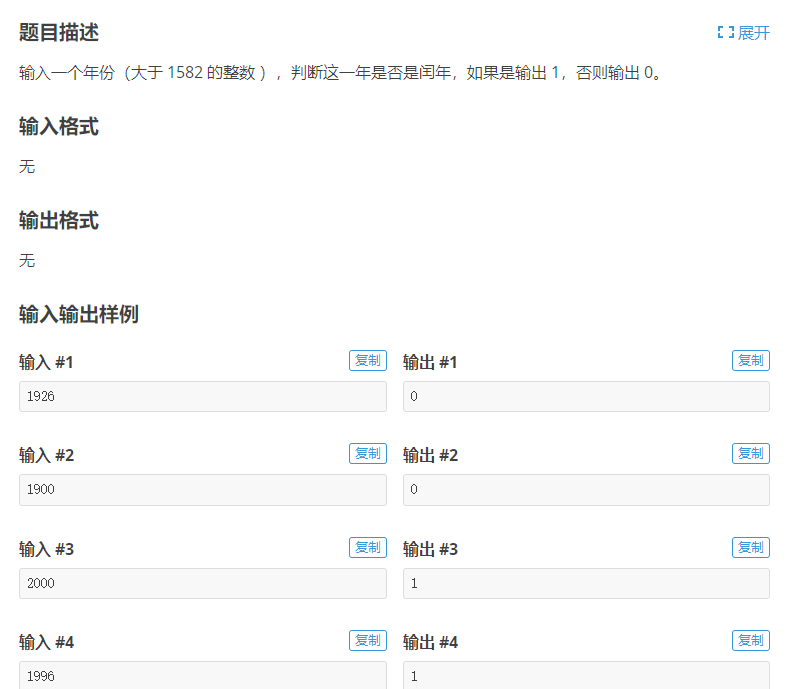 题目描述
展开
输入一个年份（大于 1582 的整数 ），判断这一年是否是闰年，如果是输出 1，否则输出 0。
输入格式
无
输出格式
无
输入输出样例
输入 #1 复制 输出 #1 复制
1926 0
输入 #2 复制 输出 #2 复制
1900 0
输入 #3 复制 输出 #3 复制
2000 1
输入 #4 复制 输出 #4 复制
1996 1